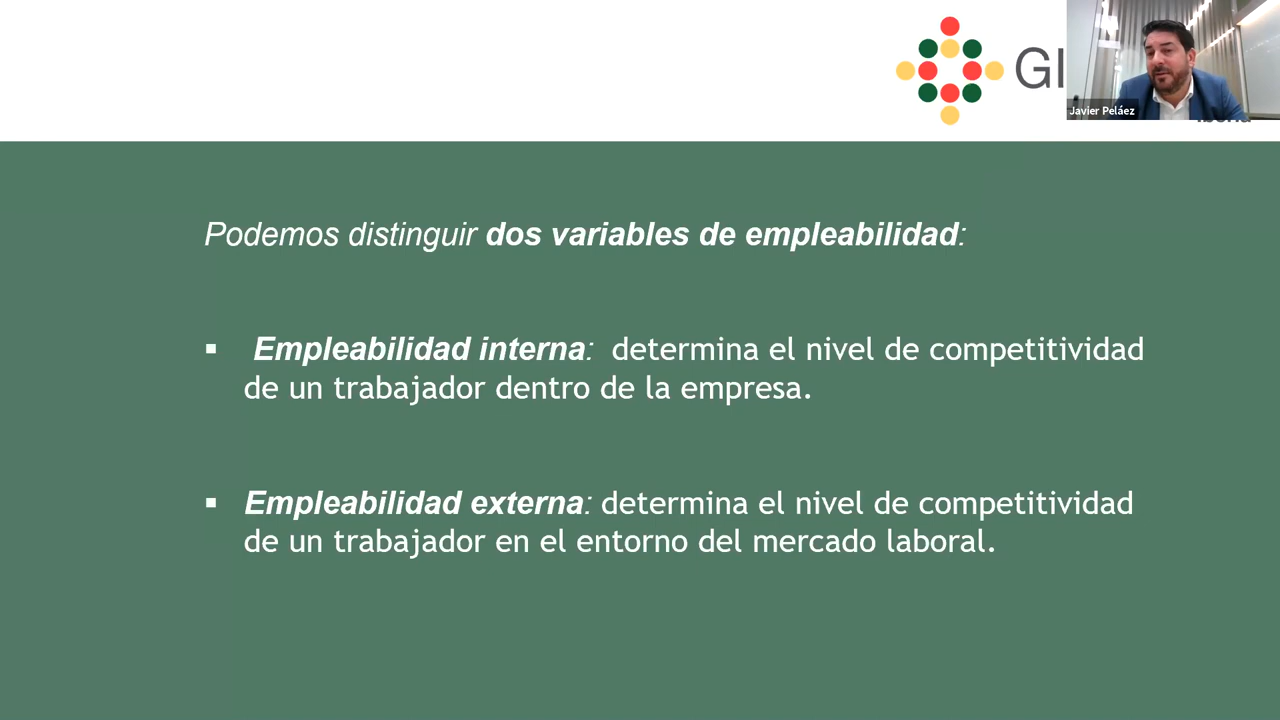 GI
Javier Peláez
Podemos distinguir dos variables de empleabilidad:
▪ Empleabilidad interna: determina el nivel de competitividad
de un trabajador dentro de la empresa.
▪ Empleabilidad externa: determina el nivel de competitividad
de un trabajador en el entorno del mercado laboral.